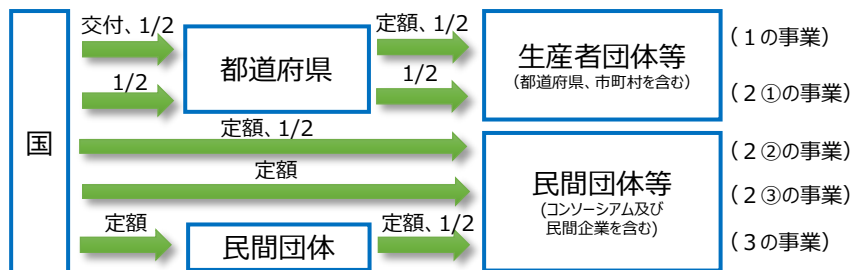 国
交付、1/2
1/2
都道府県
定額、1/2
1/2
生産者団体等
(都道府県、市町村を含む)
（１の事業）
（２①の事業）
定額、1/2
定額
定額
民間団体
定額、1/2
民間団体等
(コンソーシアム及び
民間企業を含む)
（２②の事業）
（２③の事業）
（３の事業）